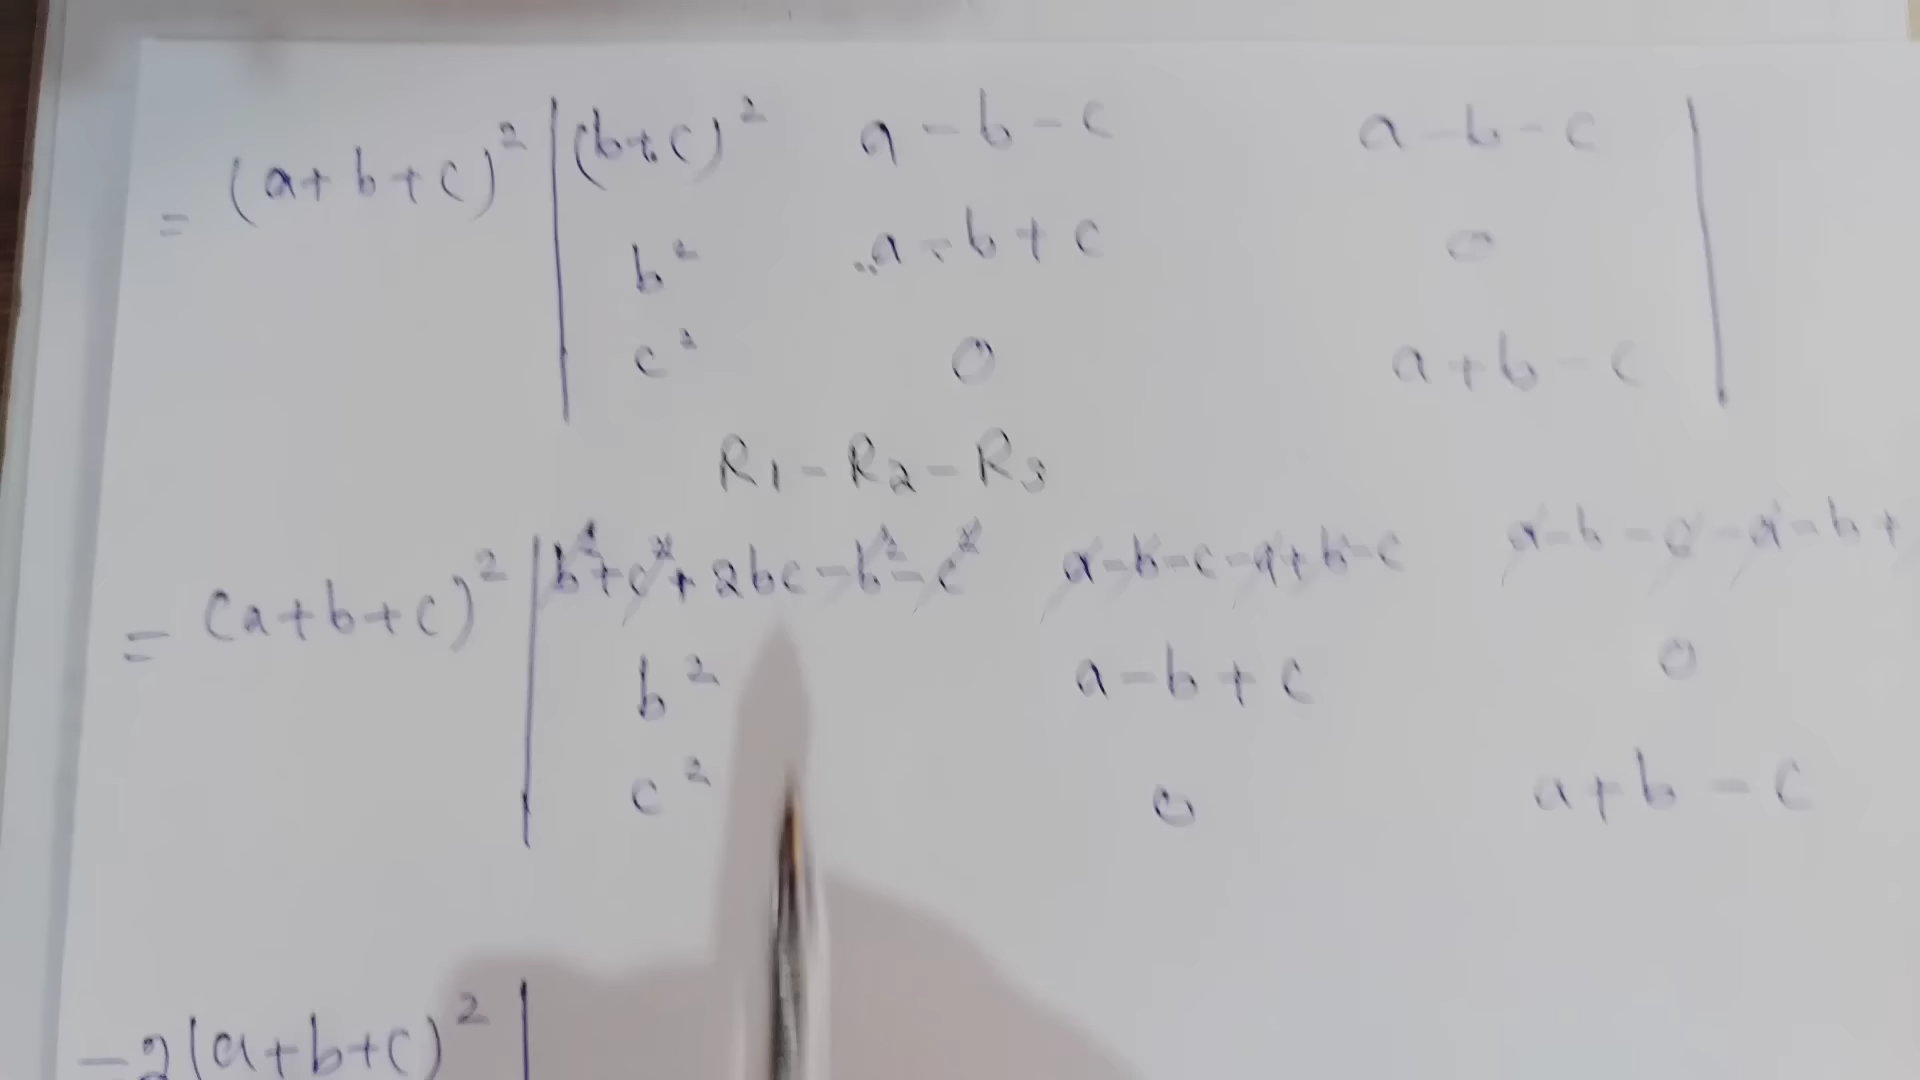 = (a+b+c)² | (b+c)² a-b-c a-b-c |
b² a-b+c 0
c² 0 a+b-c
R1-R2-R3
= (a+b+c)² | b²+c²+2bc-b²-c² a-b-c-a+b-c a-b-c-a-b+
b² a-b+c 0
c² 0 a+b-c
-2(a+b+c)² |